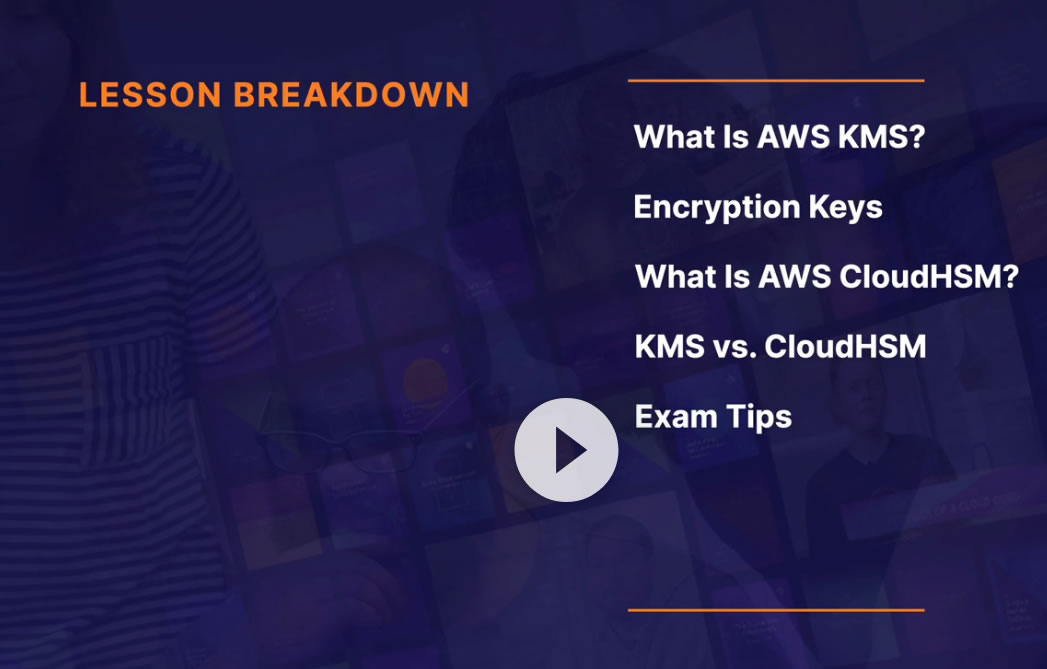 LESSON BREAKDOWN
What Is AWS KMS?
Encryption Keys
What Is AWS CloudHSM?
KMS vs. CloudHSM
Exam Tips